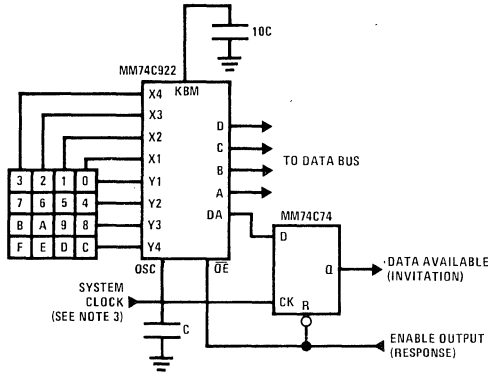 10C
MM74C922
KBM
X4
X3
X2
X1
Y1
Y2
Y3
Y4
D
C
B
A
DA
TO DATA BUS
3 2 1 0
7 6 5 4
B A 9 8
F E D C
OSC
OE
MM74C74
D
Q
CK
R
DATA AVAILABLE
(INVITATION)
SYSTEM
CLOCK
(SEE NOTE 3)
C
ENABLE OUTPUT
(RESPONSE)